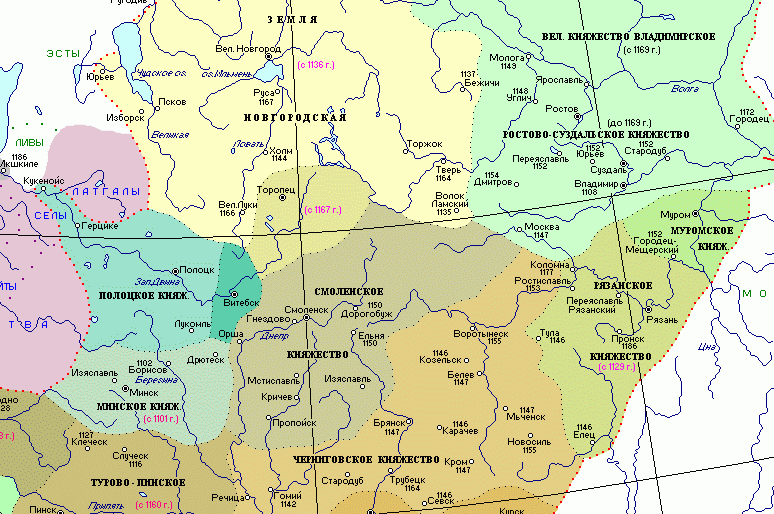 Ругодив
З Е М Л Я
ВЕЛ. КНЯЖЕСТВО ВЛАДИМИРСКОЕ
(с 1169 г.)
ЭСТЫ
Вел. Новгород
(с 1136 г.)
Юрьев
Чудское оз.
оз.Ильмень
Молога
1149
Ярославль
1137
Бежичи
Волга
Руса
1167
1148
Углич
Псков
Ростов
(до 1169 г.)
1172
Городец
Изборск
НОВГОРОДСКАЯ
РОСТОВО-СУЗДАЛЬСКОЕ КНЯЖЕСТВО
Великая
ЛИВЫ
Ловать
Холм
1144
Торжок
1152
Юрьев
1152
Стародуб
Переяславль
1152
1186
Икшкиле
Суздаль
Тверь
1164
1154
Дмитров
Владимир
1108
Кукенойс
ЛАТГАЛЫ
Торопец
СЕЛЫ
Вел.Луки
1166
(с 1167 г.)
Волок
Ламский
1135
Муром
Герцике
Москва
1147
МУРОМСКОЕ
КНЯЖ.
1152
Городец-
Мещерский
Полоцк
Зап.Двина
Коломна
1177
Ростиславль
1153
РЯЗАНСКОЕ
ПОЛОЦКОЕ КНЯЖ.
СМОЛЕНСКОЕ
М О
Витебск
Переяславль
Рязанский
1150
Дорогобуж
Смоленск
Гнездово
Рязань
Т В А
Лукомль
Орша
Днепр
Ельня
1150
Воротынеск
1155
Тула
1146
Пронск
1186
Цна
КНЯЖЕСТВО
КНЯЖЕСТВО
(с 1129 г.)
Дрютеск
1102
Борисов
1146
Козельск
Изяславль
Березина
Мстиславль
Изяславль
Белев
1147
Минск
Кричев
МИНСКОЕ КНЯЖ.
(с 1101 г.)
1147
Мьченск
Пропойск
Брянск
1147
1146
Карачев
1146
Елец
1127
Клеческ
Новосиль
1155
Случеск
1116
ЧЕРНИГОВСКОЕ КНЯЖЕСТВО
Кром
1147
ТУРОВО-ПИНСКОЕ
(с 1160 г.)
Стародуб
Трубецк
1164
Речица
Гомий
1142
1146
Севск
Пинск
Припять
Курск